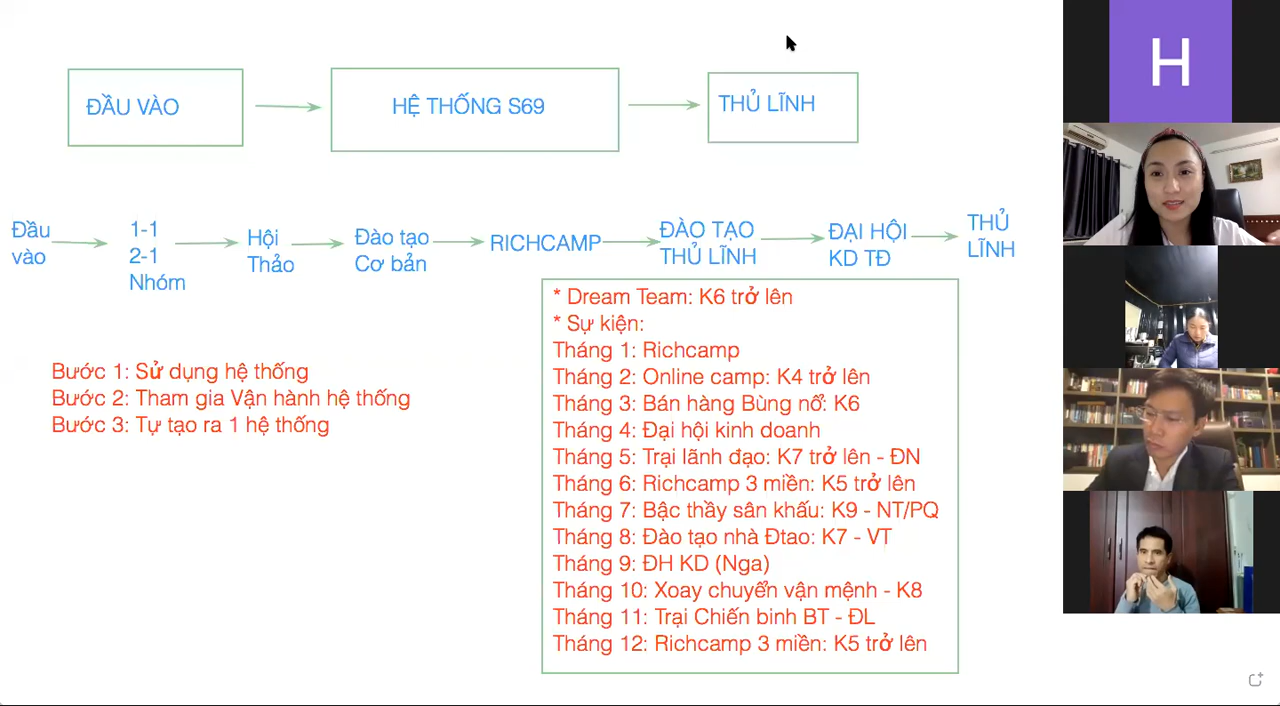 ĐẦU VÀO
HỆ THỐNG S69
THỦ LĨNH
H
Đầu
vào
1-1
2-1
Nhóm
Hội
Thảo
Đào tạo
Cơ bản
RICHCAMP
ĐÀO TẠO
THỦ LĨNH
ĐẠI HỘI
KD TĐ
THỦ
LĨNH
* Dream Team: K6 trở lên
* Sự kiện:
Tháng 1: Richcamp
Tháng 2: Online camp: K4 trở lên
Tháng 3: Bán hàng Bùng nổ: K6
Tháng 4: Đại hội kinh doanh
Tháng 5: Trại lãnh đạo: K7 trở lên - ĐN
Tháng 6: Richcamp 3 miền: K5 trở lên
Tháng 7: Bậc thầy sân khấu: K9 - NT/PQ
Tháng 8: Đào tạo nhà Đtao: K7 - VT
Tháng 9: ĐH KD (Nga)
Tháng 10: Xoay chuyển vận mệnh - K8
Tháng 11: Trại Chiến binh BT - ĐL
Tháng 12: Richcamp 3 miền: K5 trở lên
Bước 1: Sử dụng hệ thống
Bước 2: Tham gia Vận hành hệ thống
Bước 3: Tự tạo ra 1 hệ thống